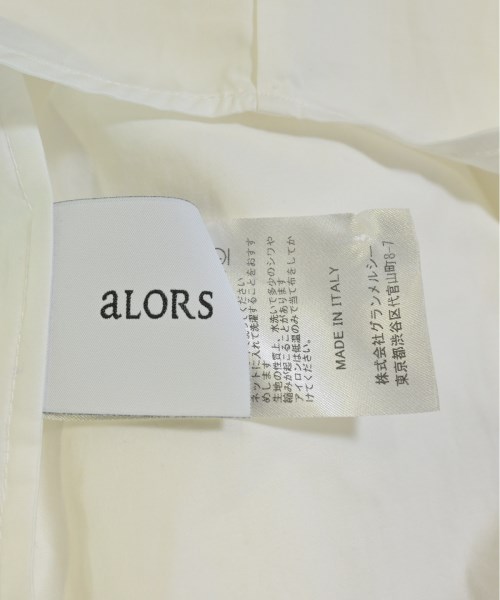 aLORS
ネットに入れて洗濯することをおすす
めします。
生地の性質上、水洗いで多少のシワや
縮みが起こることがあります。
アイロンは低温のみで当て布をしてか
けてください。
MADE IN ITALY
株式会社グランメルシー
東京都渋谷区代官山町8-7